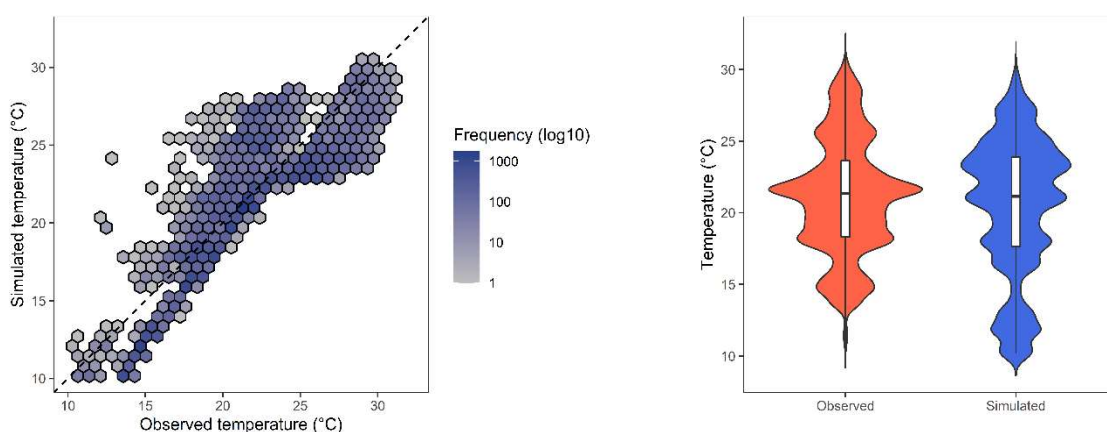 Simulated temperature (°C)
30
25
20
15
10
10 15 20 25 30
Observed temperature (°C)
Frequency (log10)
1000
100
10
1
Temperature (°C)
30
25
20
15
10
Observed Simulated